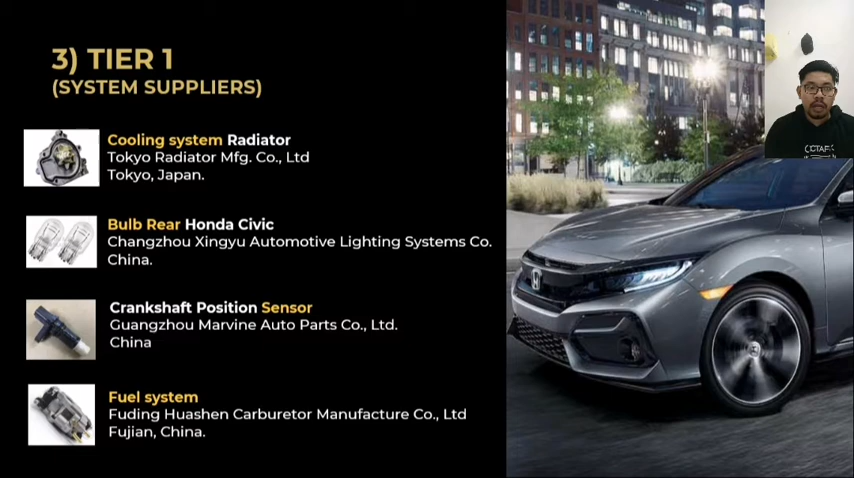 3) TIER 1
(SYSTEM SUPPLIERS)
Cooling system Radiator
Tokyo Radiator Mfg. Co., Ltd
Tokyo, Japan.
Bulb Rear Honda Civic
Changzhou Xingyu Automotive Lighting Systems Co.
China.
Crankshaft Position Sensor
Guangzhou Marvine Auto Parts Co., Ltd.
China
Fuel system
Fuding Huashen Carburetor Manufacture Co., Ltd
Fujian, China.